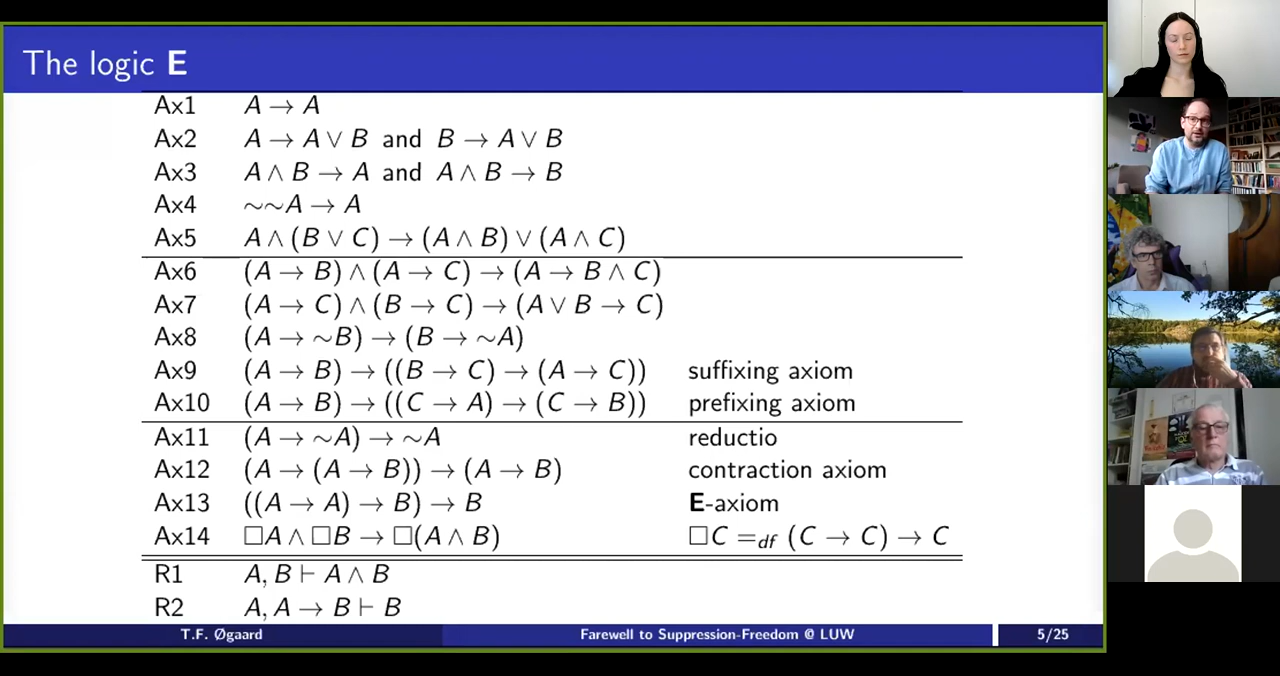 The logic E
Ax1 A → A
Ax2 A → A ∨ B and B → A ∨ B
Ax3 A ∧ B → A and A ∧ B → B
Ax4 ∼∼A → A
Ax5 A ∧ (B ∨ C) → (A ∧ B) ∨ (A ∧ C)
Ax6 (A → B) ∧ (A → C) → (A → B ∧ C)
Ax7 (A → C) ∧ (B → C) → (A ∨ B → C)
Ax8 (A → ∼B) → (B → ∼A)
Ax9 (A → B) → ((B → C) → (A → C)) suffixing axiom
Ax10 (A → B) → ((C → A) → (C → B)) prefixing axiom
Ax11 (A → ∼A) → ∼A reductio
Ax12 (A → (A → B)) → (A → B) contraction axiom
Ax13 ((A → A) → B) → B E-axiom
Ax14 □A ∧ □B → □(A ∧ B) □C =df (C → C) → C
R1 A, B ⊢ A ∧ B
R2 A, A → B ⊢ B
T.F. Øgaard Farewell to Suppression-Freedom @ LUW 5/25